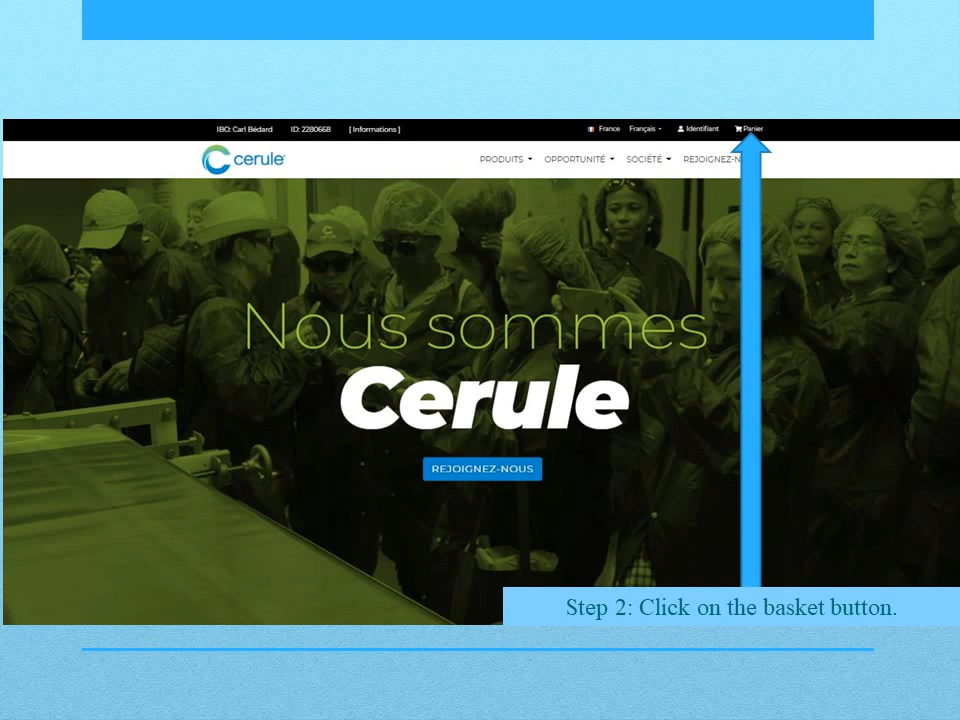 IBO: Carl Bédard ID: 2280668 [ Informations ] France Français Identifiant Panier
cerule PRODUITS OPPORTUNITÉ SOCIÉTÉ REJOIGNEZ-N
Nous sommes
Cerule
REJOIGNEZ-NOUS
Step 2: Click on the basket button.